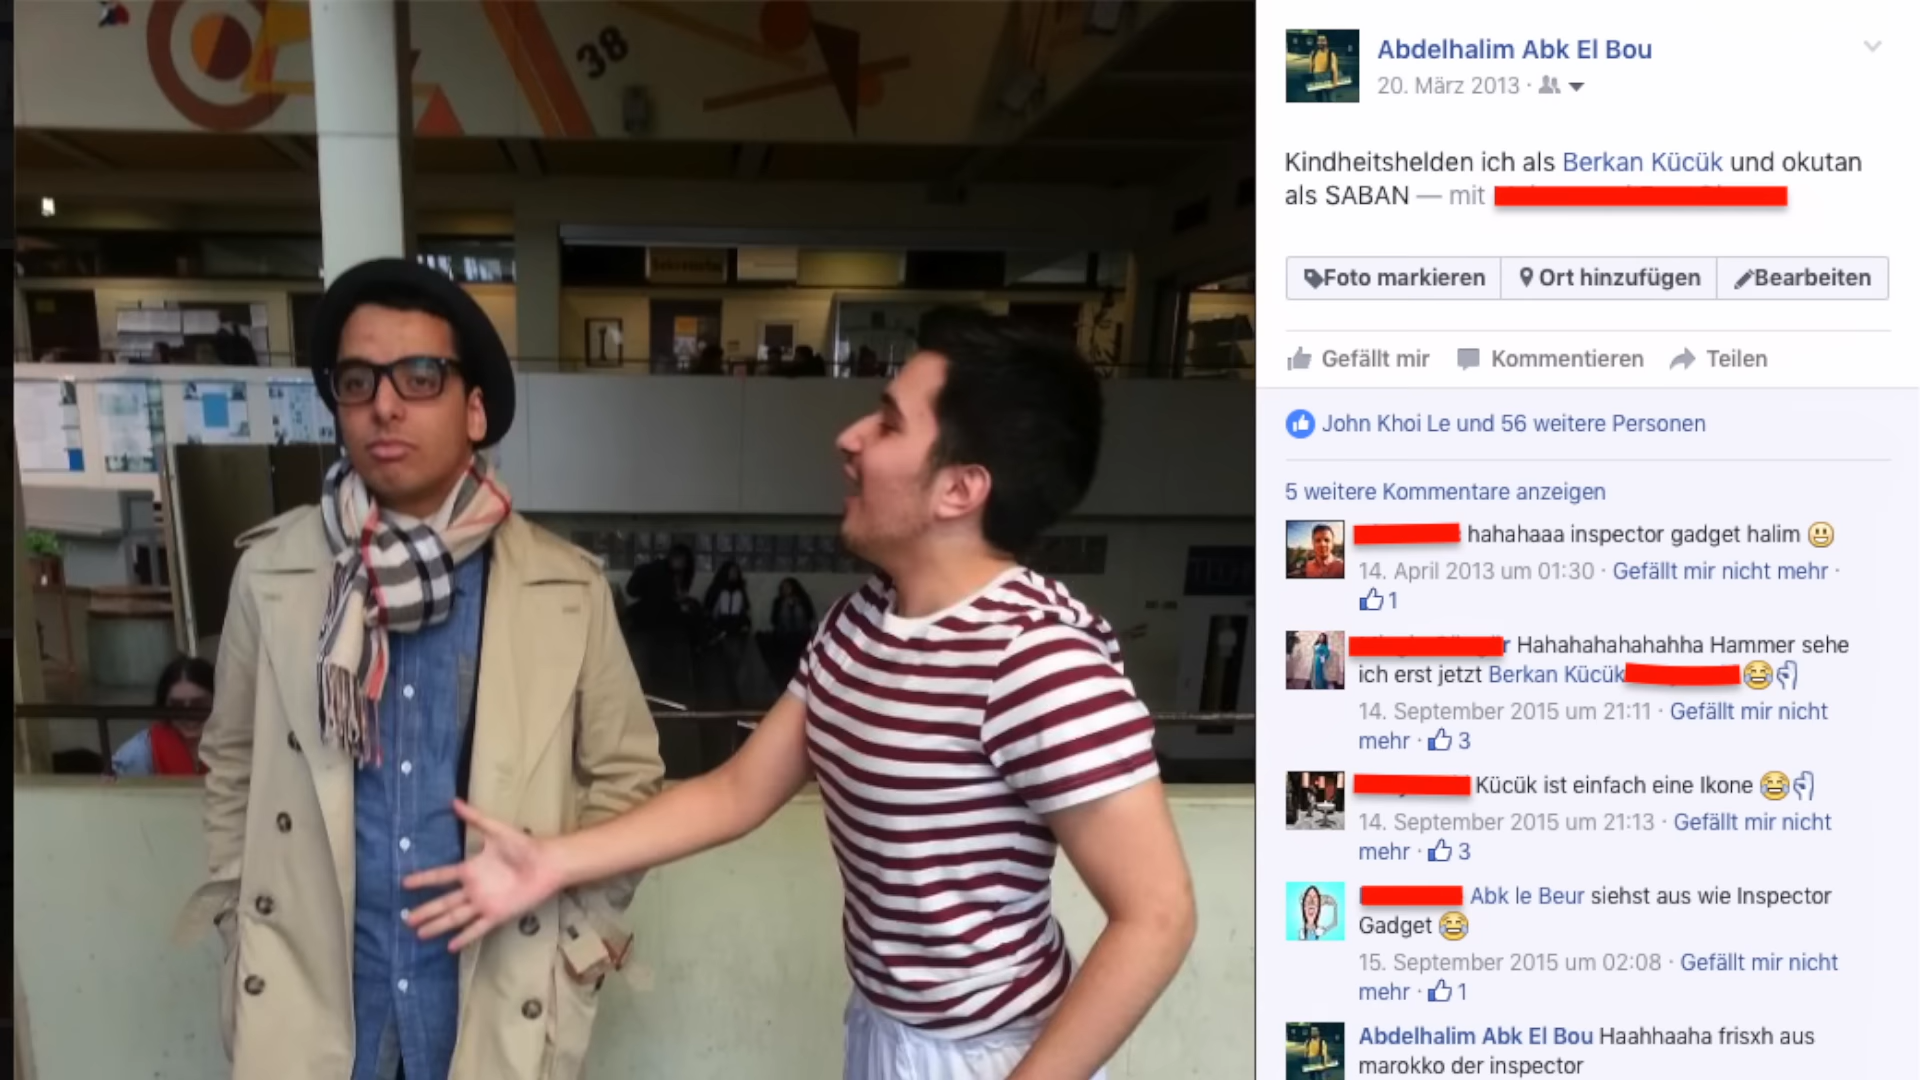 38
Abdelhalim Abk El Bou
20. März 2013 ·
Kindheitshelden ich als Berkan Kücük und okutan
als SABAN — mit
Foto markieren
Ort hinzufügen
Bearbeiten
Gefällt mir
Kommentieren
Teilen
John Khoi Le und 56 weitere Personen
5 weitere Kommentare anzeigen
hahahaaa inspector gadget halim 😃
14. April 2013 um 01:30 · Gefällt mir nicht mehr ·
1
Hahahahahahahha Hammer sehe
ich erst jetzt Berkan Kücük 😂👌
14. September 2015 um 21:11 · Gefällt mir nicht
mehr · 3
Kücük ist einfach eine Ikone 😂👌
14. September 2015 um 21:13 · Gefällt mir nicht
mehr · 3
Abk le Beur siehst aus wie Inspector
Gadget 😂
15. September 2015 um 02:08 · Gefällt mir nicht
mehr · 1
Abdelhalim Abk El Bou Haahhaaha frisxh aus
marokko der inspector